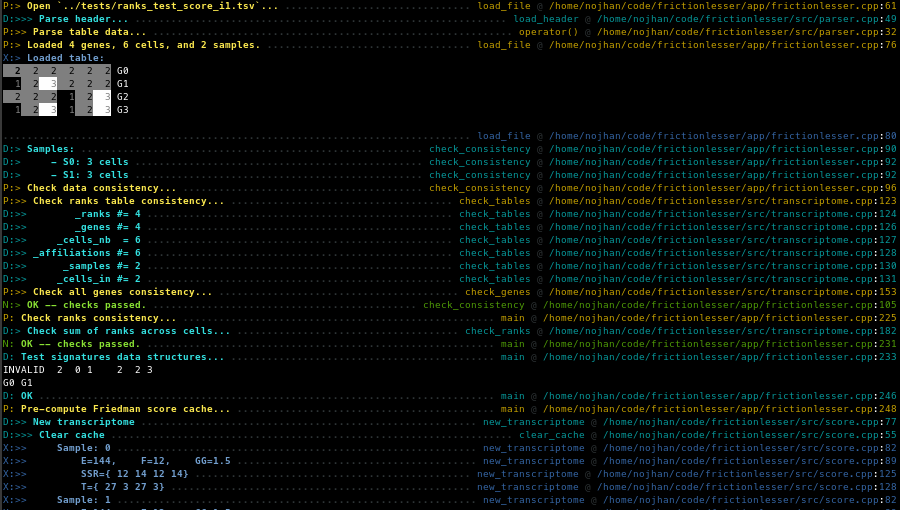 P:> Open `../tests/ranks_test_score_i1.tsv`... load_file @ /home/nojhan/code/frictionlesser/app/frictionlesser.cpp:61
D:>>> Parse header... load_header @ /home/nojhan/code/frictionlesser/src/parser.cpp:49
P:>> Parse table data... operator() @ /home/nojhan/code/frictionlesser/src/parser.cpp:32
P:> Loaded 4 genes, 6 cells, and 2 samples. load_file @ /home/nojhan/code/frictionlesser/app/frictionlesser.cpp:76
X:> Loaded table:
2 2 2 2 2 2 G0
1 2 3 2 2 2 G1
2 2 2 1 2 3 G2
1 2 3 1 2 3 G3
load_file @ /home/nojhan/code/frictionlesser/app/frictionlesser.cpp:80
D:> Samples: check_consistency @ /home/nojhan/code/frictionlesser/app/frictionlesser.cpp:90
D:> − S0: 3 cells check_consistency @ /home/nojhan/code/frictionlesser/app/frictionlesser.cpp:92
D:> − S1: 3 cells check_consistency @ /home/nojhan/code/frictionlesser/app/frictionlesser.cpp:92
P:> Check data consistency... check_consistency @ /home/nojhan/code/frictionlesser/app/frictionlesser.cpp:96
P:>> Check ranks table consistency... check_tables @ /home/nojhan/code/frictionlesser/src/transcriptome.cpp:123
D:>> _ranks #= 4 check_tables @ /home/nojhan/code/frictionlesser/src/transcriptome.cpp:124
D:>> _genes #= 4 check_tables @ /home/nojhan/code/frictionlesser/src/transcriptome.cpp:126
D:>> _cells_nb = 6 check_tables @ /home/nojhan/code/frictionlesser/src/transcriptome.cpp:127
D:>> _affiliations #= 6 check_tables @ /home/nojhan/code/frictionlesser/src/transcriptome.cpp:128
D:>> _samples #= 2 check_tables @ /home/nojhan/code/frictionlesser/src/transcriptome.cpp:130
D:>> _cells_in #= 2 check_tables @ /home/nojhan/code/frictionlesser/src/transcriptome.cpp:131
P:>> Check all genes consistency... check_genes @ /home/nojhan/code/frictionlesser/src/transcriptome.cpp:153
N:> OK −− checks passed. check_consistency @ /home/nojhan/code/frictionlesser/app/frictionlesser.cpp:105
P: Check ranks consistency... main @ /home/nojhan/code/frictionlesser/app/frictionlesser.cpp:225
D:> Check sum of ranks across cells... check_ranks @ /home/nojhan/code/frictionlesser/src/transcriptome.cpp:182
N: OK −− checks passed. main @ /home/nojhan/code/frictionlesser/app/frictionlesser.cpp:231
D: Test signatures data structures... main @ /home/nojhan/code/frictionlesser/app/frictionlesser.cpp:233
INVALID 2 0 1 2 2 3
G0 G1
D: OK main @ /home/nojhan/code/frictionlesser/app/frictionlesser.cpp:246
P: Pre−compute Friedman score cache... main @ /home/nojhan/code/frictionlesser/app/frictionlesser.cpp:248
D:>> New transcriptome new_transcriptome @ /home/nojhan/code/frictionlesser/src/score.cpp:77
D:>>> Clear cache clear_cache @ /home/nojhan/code/frictionlesser/src/score.cpp:55
X:>> Sample: 0 new_transcriptome @ /home/nojhan/code/frictionlesser/src/score.cpp:82
X:>> E=144, F=12, GG=1.5 new_transcriptome @ /home/nojhan/code/frictionlesser/src/score.cpp:89
X:>> SSR={ 12 14 12 14} new_transcriptome @ /home/nojhan/code/frictionlesser/src/score.cpp:125
X:>> T={ 27 3 27 3} new_transcriptome @ /home/nojhan/code/frictionlesser/src/score.cpp:128
X:>> Sample: 1 new_transcriptome @ /home/nojhan/code/frictionlesser/src/score.cpp:82